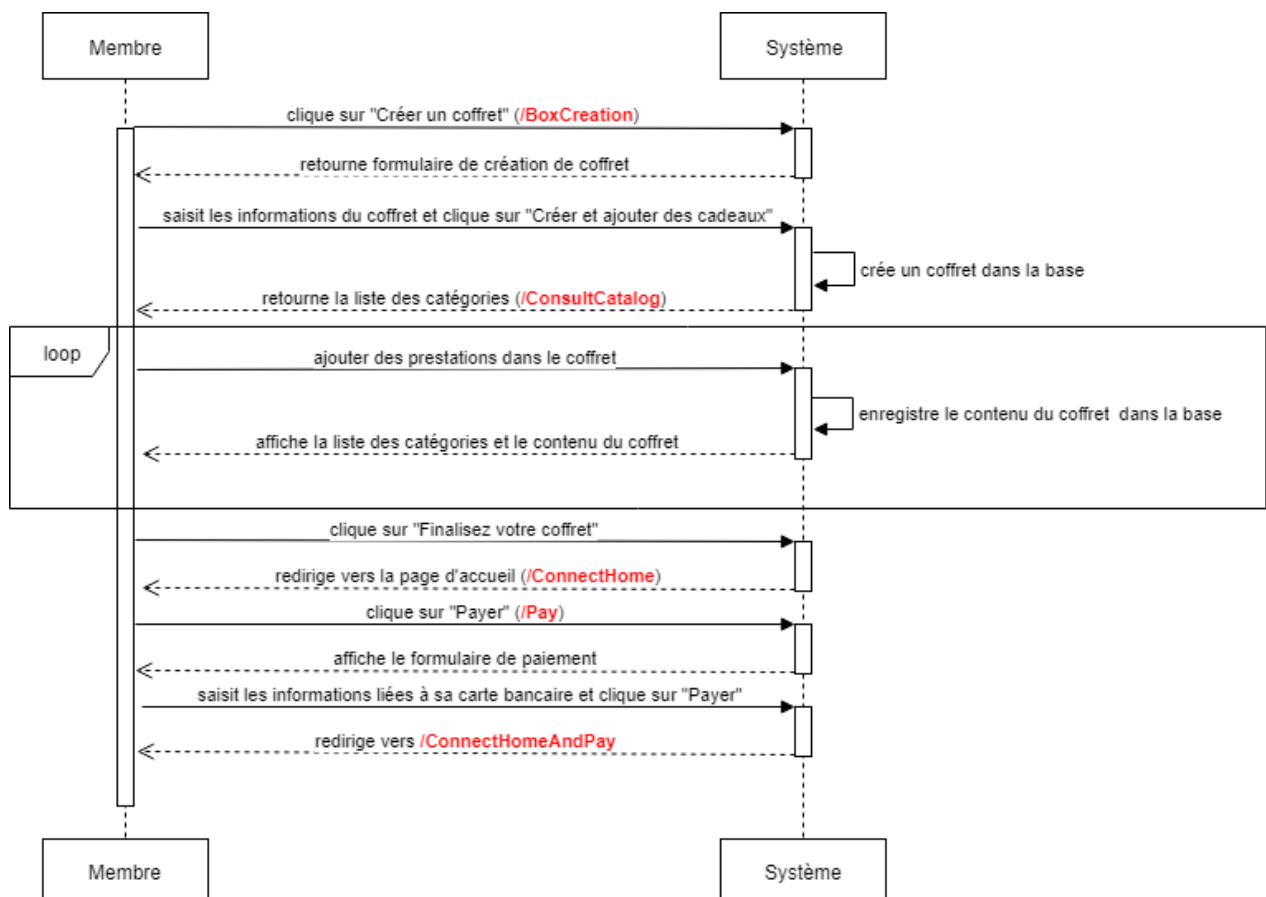 Membre
Système
clique sur "Créer un coffret" (/BoxCreation)
retourne formulaire de création de coffret
saisit les informations du coffret et clique sur "Créer et ajouter des cadeaux"
crée un coffret dans la base
retourne la liste des catégories (/ConsultCatalog)
loop
ajouter des prestations dans le coffret
enregistre le contenu du coffret dans la base
affiche la liste des catégories et le contenu du coffret
clique sur "Finalisez votre coffret"
redirige vers la page d'accueil (/ConnectHome)
clique sur "Payer" (/Pay)
affiche le formulaire de paiement
saisit les informations liées à sa carte bancaire et clique sur "Payer"
redirige vers /ConnectHomeAndPay
Membre
Système